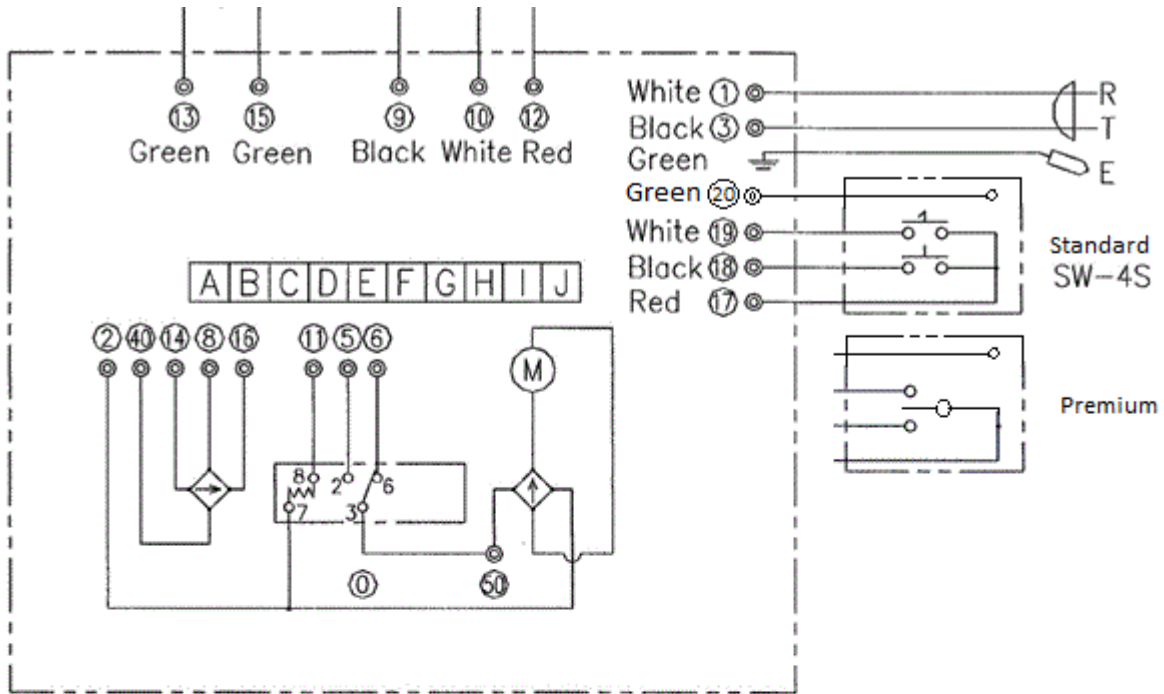 13 15 9 10 12
Green Green Black White Red
White 1
Black 3
Green
Green 20
White 19
Black 18
Red 17
R
T
E
Standard
SW-4S
Premium
A B C D E F G H I J
2 40 14 8 16 11 5 6
M
8 2 6
7 3
0 50